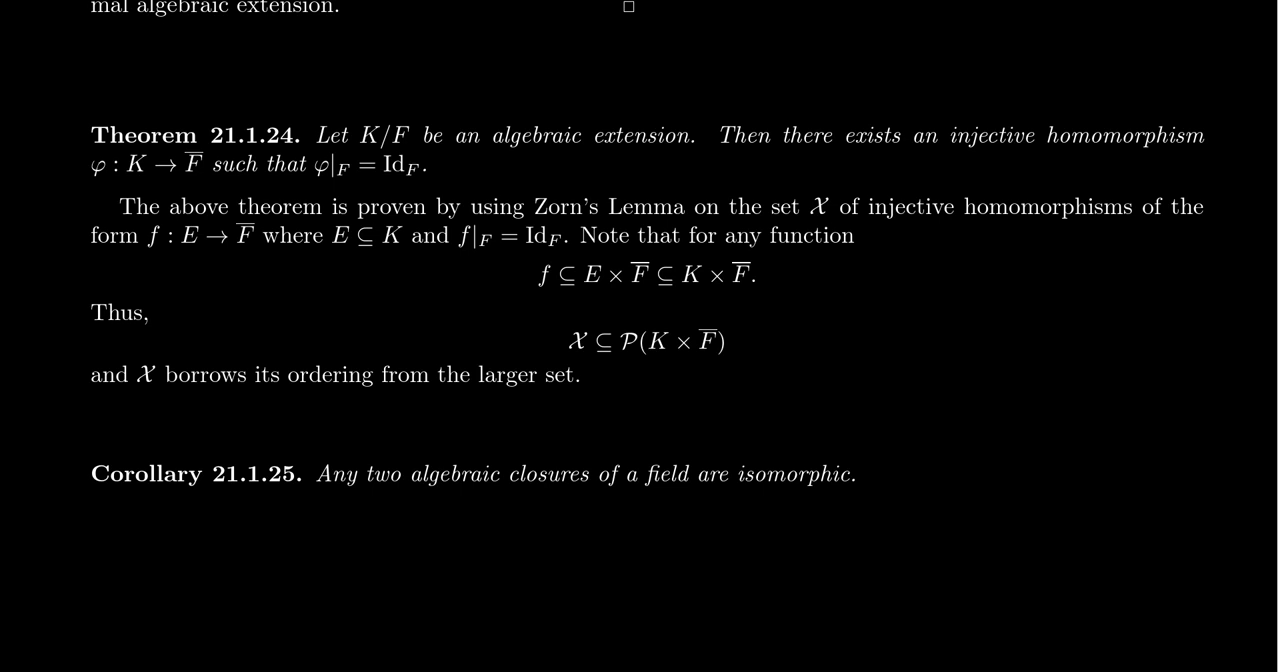 mal algebraic extension. □
Theorem 21.1.24. Let K/F be an algebraic extension. Then there exists an injective homomorphism
φ : K → F̅ such that φ|_F = Id_F.
The above theorem is proven by using Zorn's Lemma on the set 𝒳 of injective homomorphisms of the
form f : E → F̅ where E ⊆ K and f|_F = Id_F. Note that for any function
f ⊆ E × F̅ ⊆ K × F̅.
Thus,
𝒳 ⊆ 𝒫(K × F̅)
and 𝒳 borrows its ordering from the larger set.
Corollary 21.1.25. Any two algebraic closures of a field are isomorphic.